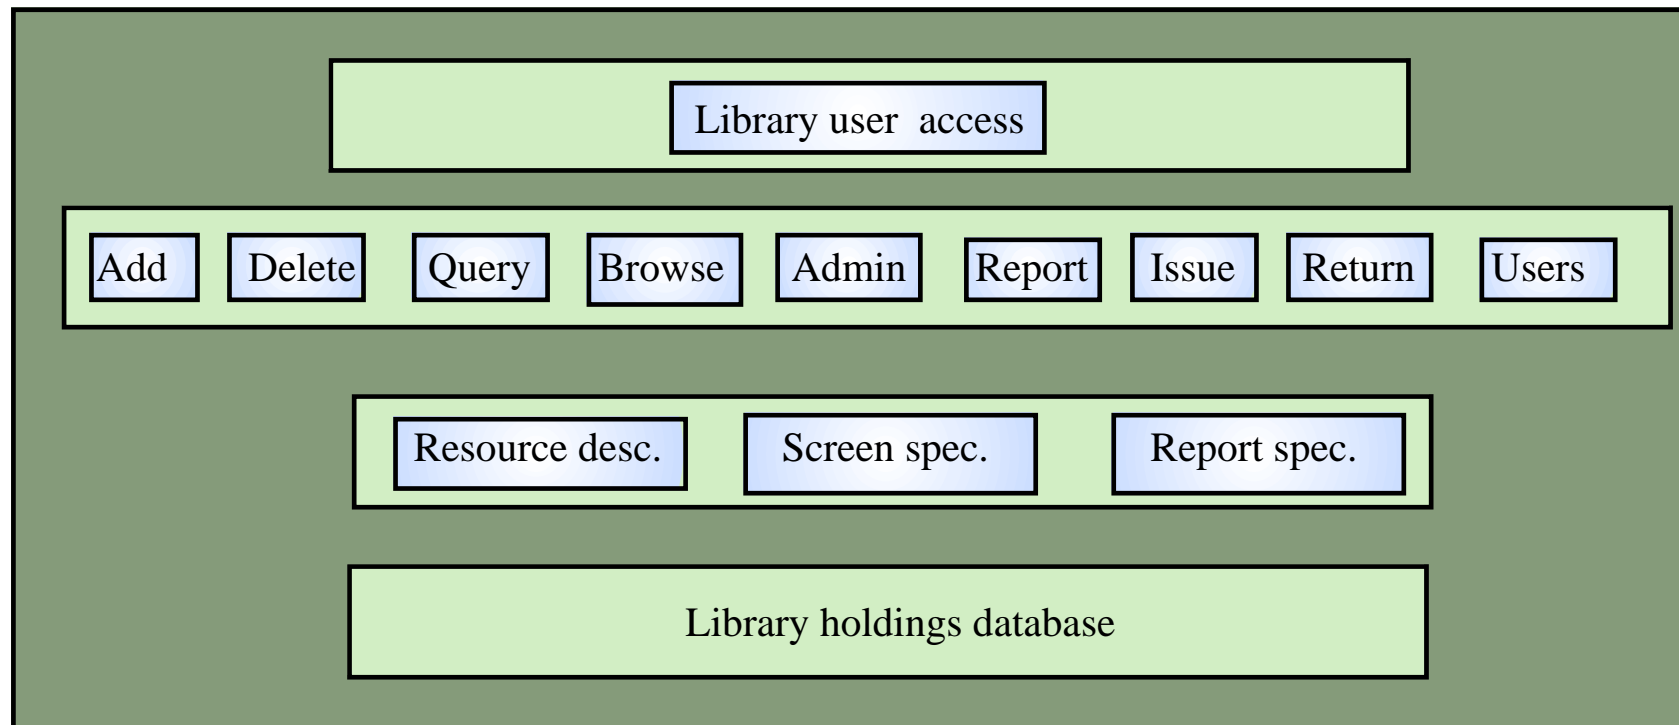 Library user access
Add Delete Query Browse Admin Report Issue Return Users
Resource desc. Screen spec. Report spec.
Library holdings database